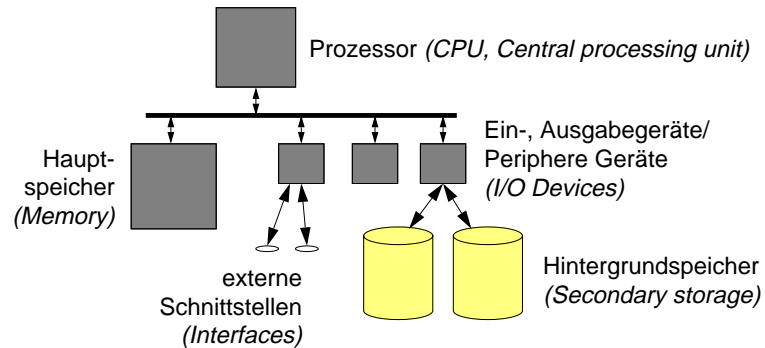 Prozessor (CPU, Central processing unit)
Haupt-
speicher
(Memory)
Ein-, Ausgabegeräte/
Periphere Geräte
(I/O Devices)
externe
Schnittstellen
(Interfaces)
Hintergrundspeicher
(Secondary storage)